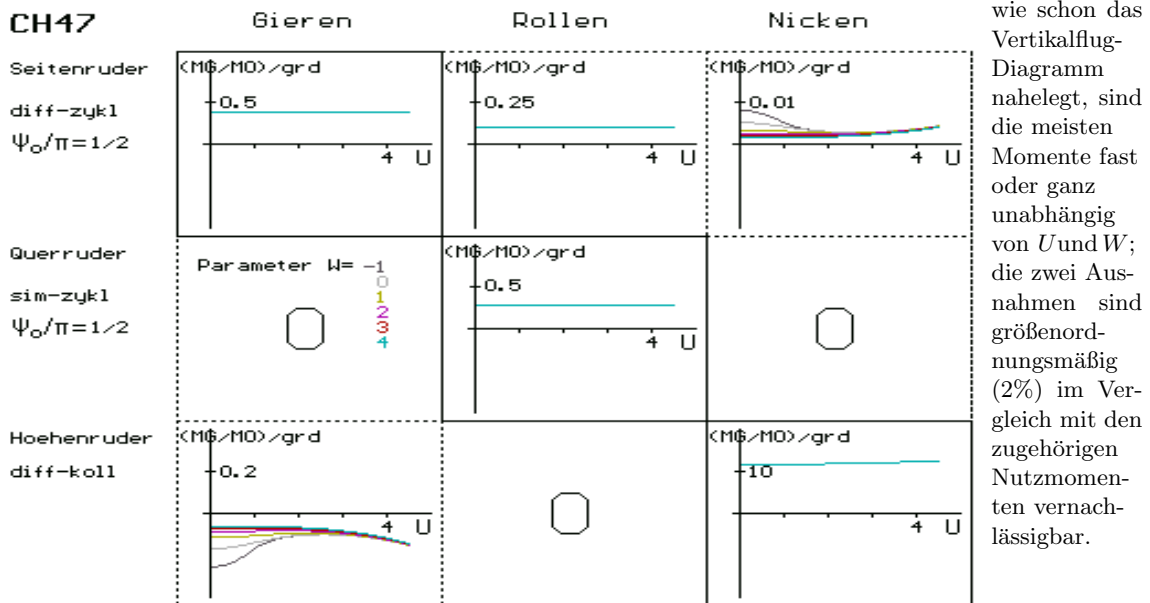 CH47
Gieren
Rollen
Nicken
Seitenruder
diff-zykl
Ψo/π=1/2
(MG/MO)/grd
0.5
4 U
(MG/MO)/grd
0.25
4 U
(MG/MO)/grd
0.01
4 U
Querruder
sim-zykl
Ψo/π=1/2
Parameter W= -1
0
1
2
3
4
0
(MG/MO)/grd
0.5
4 U
0
Hoehenruder
diff-koll
(MG/MO)/grd
0.2
4 U
0
(MG/MO)/grd
10
4 U
wie schon das
Vertikalflug-
Diagramm
nahelegt, sind
die meisten
Momente fast
oder ganz
unabhängig
von U und W;
die zwei Aus-
nahmen sind
größenord-
nungsmäßig
(2%) im Ver-
gleich mit den
zugehörigen
Nutzmomen-
ten vernach-
lässigbar.